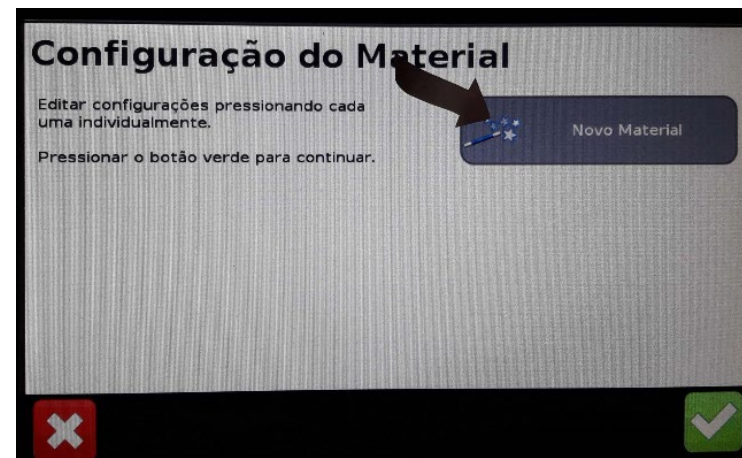 Configuração do Material
Editar configurações pressionando cada
uma individualmente.
Pressionar o botão verde para continuar.
Novo Material